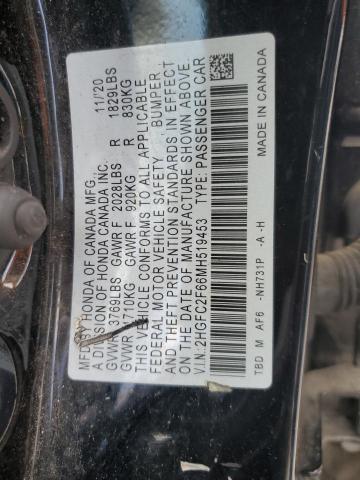 MFD. BY HONDA OF CANADA MFG., 11/20
A DIVISION OF HONDA CANADA INC.
GVWR 3769LBS GAWR F 2028LBS R 1829LBS
GVWR 1710KG GAWR F 920KG R 830KG
THIS VEHICLE CONFORMS TO ALL APPLICABLE
FEDERAL MOTOR VEHICLE SAFETY, BUMPER,
AND THEFT PREVENTION STANDARDS IN EFFECT
ON THE DATE OF MANUFACTURE SHOWN ABOVE.
V.I.N: 2HGFC2F66MH519453 TYPE: PASSENGER CAR
TBD M AF6 -NH731P -A -H MADE IN CANADA